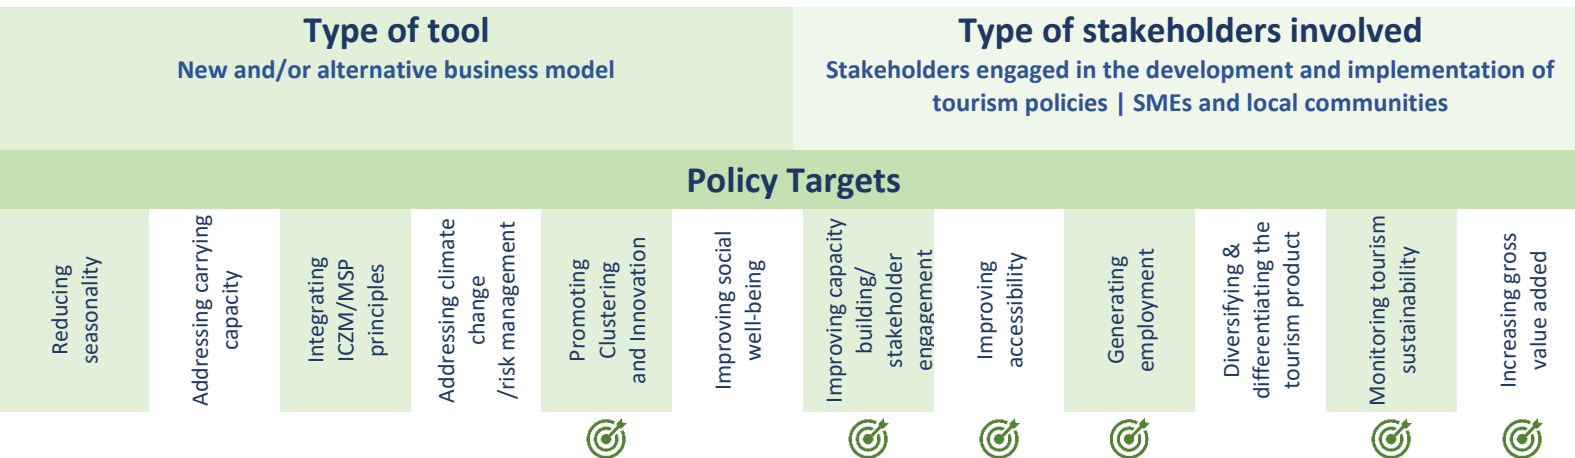 Type of tool
New and/or alternative business model
Type of stakeholders involved
Stakeholders engaged in the development and implementation of
tourism policies | SMEs and local communities
Policy Targets
Reducing
seasonality
Addressing carrying
capacity
Integrating
ICZM/MSP
principles
Addressing climate
change
/risk management
Promoting
Clustering
and Innovation
Improving social
well-being
Improving capacity
building/
stakeholder
engagement
Improving
accessibility
Generating
employment
Diversifying &
differentiating the
tourism product
Monitoring tourism
sustainability
Increasing gross
value added